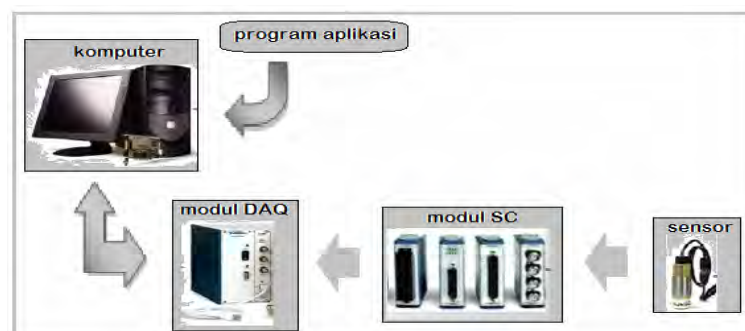 program aplikasi
komputer
modul DAQ
modul SC
sensor